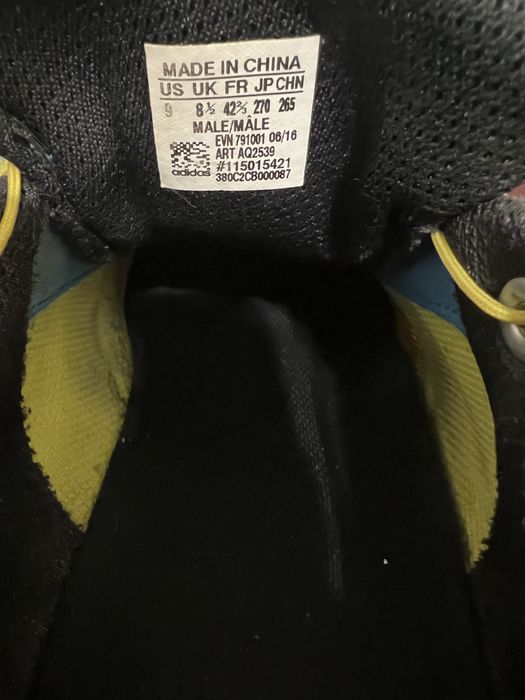 MADE IN CHINA
US UK FR JP CHN
9 8½ 42⅔ 270 265
MALE/MÂLE
EVN 791001 06/16
ART AQ2539
#115015421
adidas 380C2CB000087